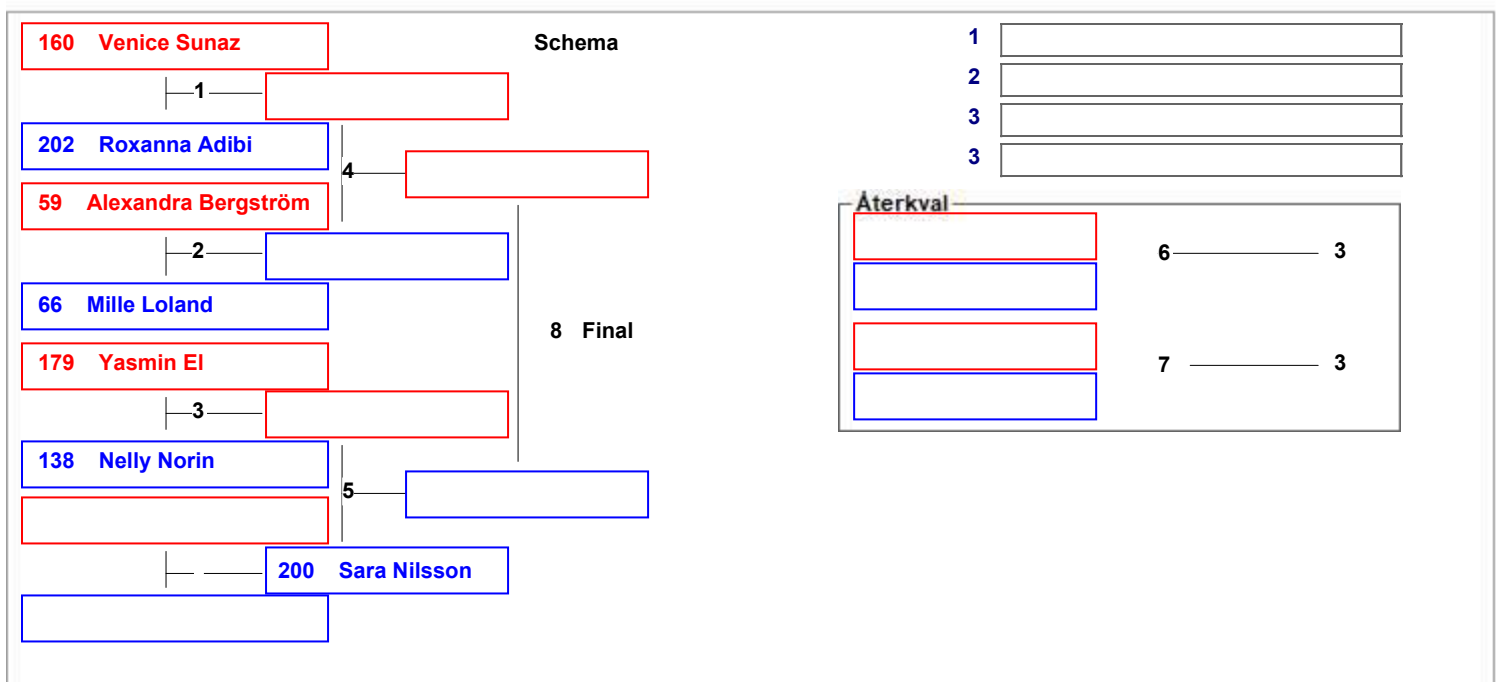 160 Venice Sunaz
Schema
1
202 Roxanna Adibi
4
59 Alexandra Bergström
2
66 Mille Loland
8 Final
179 Yasmin El
3
138 Nelly Norin
5
200 Sara Nilsson
1
2
3
3
Återkval
6 3
7 3